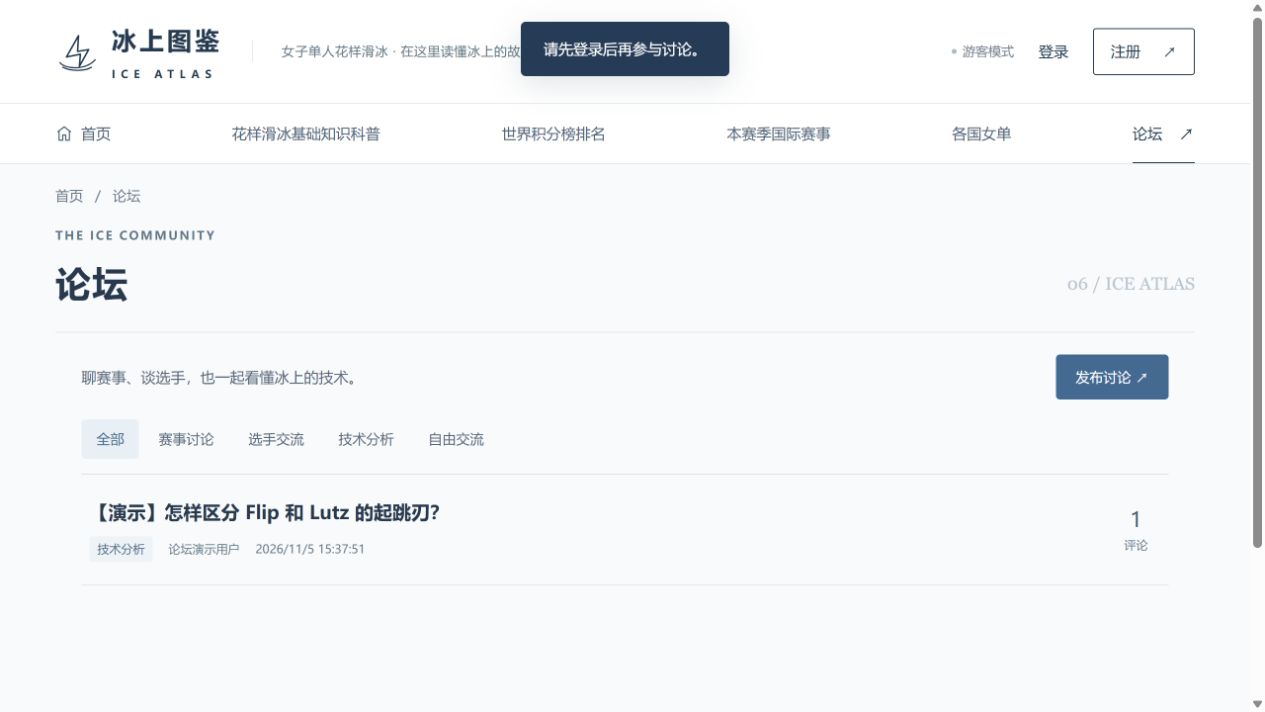 冰上图鉴
ICE ATLAS
女子单人花样滑冰 · 在这里读懂冰上的故
请先登录后再参与讨论。
游客模式
登录
注册 ↗
首页
花样滑冰基础知识科普
世界积分榜排名
本赛季国际赛事
各国女单
论坛 ↗
首页 / 论坛
THE ICE COMMUNITY
论坛
06 / ICE ATLAS
聊赛事、谈选手，也一起看懂冰上的技术。
发布讨论 ↗
全部
赛事讨论
选手交流
技术分析
自由交流
【演示】怎样区分 Flip 和 Lutz 的起跳刃？
技术分析 论坛演示用户 2026/11/5 15:37:51
1
评论